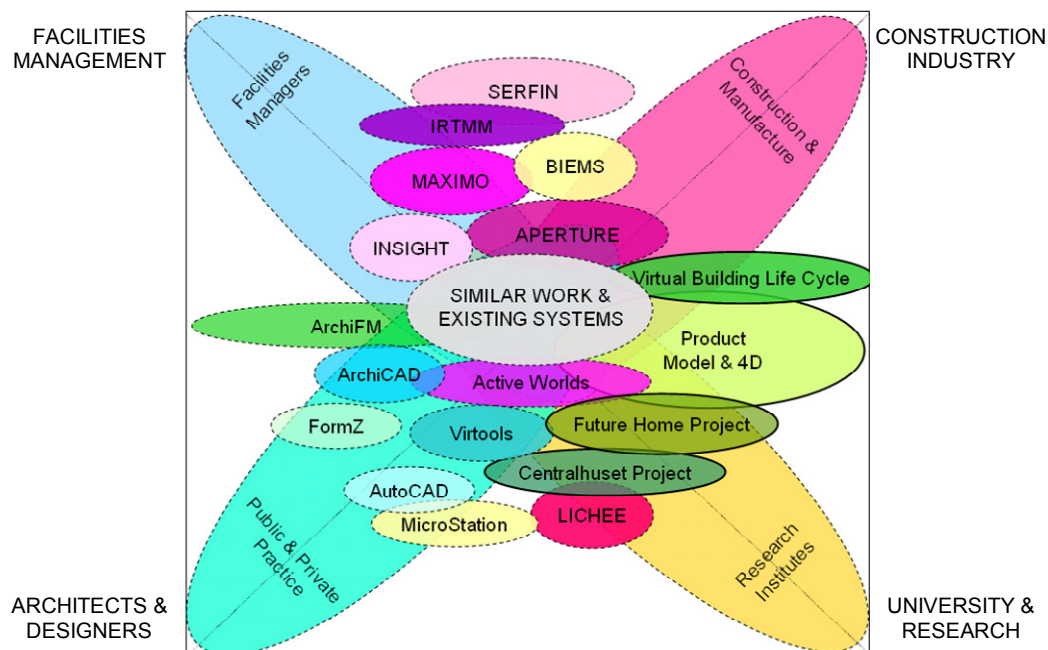 FACILITIES
MANAGEMENT
CONSTRUCTION
INDUSTRY
Facilities
Managers
Construction &
Manufacture
SERFIN
IRTMM
BIEMS
MAXIMO
APERTURE
INSIGHT
Virtual Building Life Cycle
SIMILAR WORK &
EXISTING SYSTEMS
ArchiFM
Product
Model & 4D
ArchiCAD
Active Worlds
FormZ
Virtools
Future Home Project
Centralhuset Project
AutoCAD
MicroStation
LICHEE
Public & Private
Practice
Research
Institutes
ARCHITECTS &
DESIGNERS
UNIVERSITY &
RESEARCH